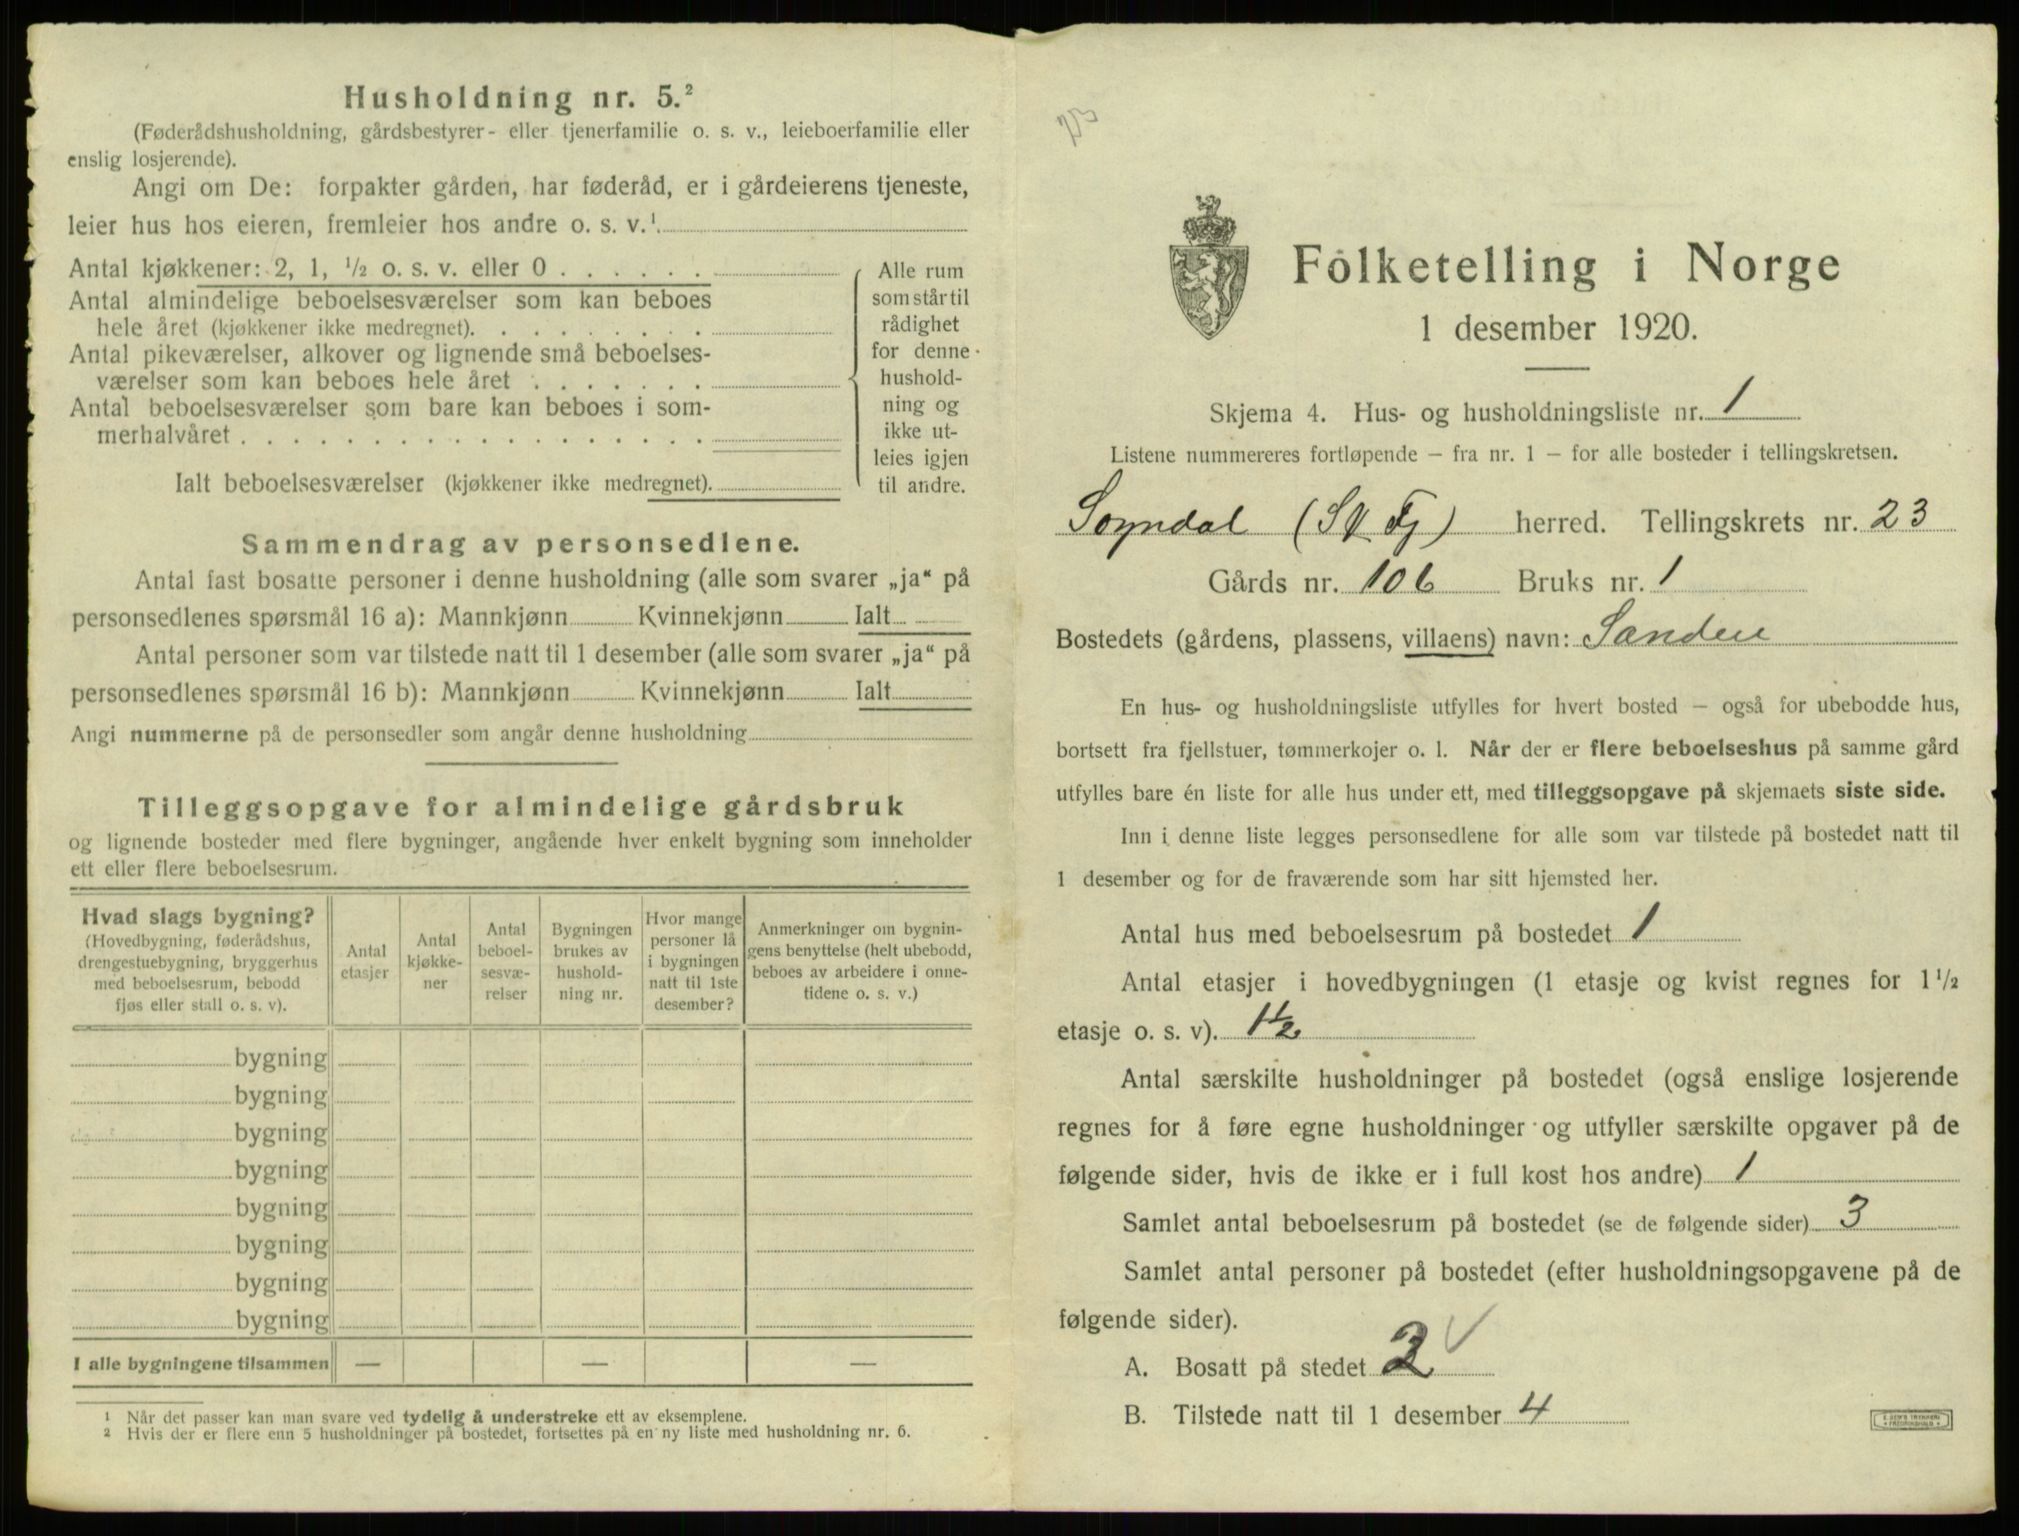 Husholdning nr. 5.²
(Føderådshusholdning, gårdsbestyrer- eller tjenerfamilie o. s. v., leieboerfamilie eller
enslig losjerende).
Angi om De: forpakter gården, har føderåd, er i gårdeierens tjeneste,
leier hus hos eieren, fremleier hos andre o. s. v.¹
Antal kjøkkener: 2, 1, ½ o. s. v. eller 0
Antal almindelige beboelsesværelser som kan beboes
hele året (kjøkkener ikke medregnet).
Antal pikeværelser, alkover og lignende små beboelses-
værelser som kan beboes hele året
Antal beboelsesværelser som bare kan beboes i som-
merhalvåret
Ialt beboelsesværelser (kjøkkener ikke medregnet).
Alle rum
som står til
rådighet
for denne
hushold-
ning og
ikke ut-
leies igjen
til andre.
Sammendrag av personsedlene.
Antal fast bosatte personer i denne husholdning (alle som svarer „ja“ på
personsedlenes spørsmål 16 a): Mannkjønn Kvinnekjønn Ialt
Antal personer som var tilstede natt til 1 desember (alle som svarer „ja“ på
personsedlenes spørsmål 16 b): Mannkjønn Kvinnekjønn Ialt
Angi nummerne på de personsedler som angår denne husholdning
Tilleggsopgave for almindelige gårdsbruk
og lignende bosteder med flere bygninger, angående hver enkelt bygning som inneholder
ett eller flere beboelsesrum.
Hvad slags bygning?
(Hovedbygning, føderådshus,
drengestuebygning, bryggerhus
med beboelsesrum, bebodd
fjøs eller stall o. s. v).
Antal
etasjer
Antal
kjøkke-
ner
Antal
beboel-
sesvæ-
relser
Bygningen
brukes av
hushold-
ning nr.
Hvor mange
personer lå
i bygningen
natt til 1ste
desember?
Anmerkninger om bygnin-
gens benyttelse (helt ubebodd,
beboes av arbeidere i onne-
tidene o. s. v.)
bygning
bygning
bygning
bygning
bygning
bygning
bygning
bygning
I alle bygningene tilsammen — — —
¹ Når det passer kan man svare ved tydelig å understreke ett av eksemplene.
² Hvis der er flere enn 5 husholdninger på bostedet, fortsettes på en ny liste med husholdning nr. 6.
Folketelling i Norge
1 desember 1920.
Skjema 4. Hus- og husholdningsliste nr. 1
Listene nummereres fortløpende – fra nr. 1 – for alle bosteder i tellingskretsen.
Sogndal (S. Fj) herred. Tellingskrets nr. 23
Gårds nr. 106 Bruks nr. 1
Bostedets (gårdens, plassens, villaens) navn: Sanden
En hus- og husholdningsliste utfylles for hvert bosted – også for ubebodde hus,
bortsett fra fjellstuer, tømmerkojer o. l. Når der er flere beboelseshus på samme gård
utfylles bare én liste for alle hus under ett, med tilleggsopgave på skjemaets siste side.
Inn i denne liste legges personsedlene for alle som var tilstede på bostedet natt til
1 desember og for de fraværende som har sitt hjemsted her.
Antal hus med beboelsesrum på bostedet 1
Antal etasjer i hovedbygningen (1 etasje og kvist regnes for 1½
etasje o. s. v). 1½
Antal særskilte husholdninger på bostedet (også enslige losjerende
regnes for å føre egne husholdninger og utfyller særskilte opgaver på de
følgende sider, hvis de ikke er i full kost hos andre) 1
Samlet antal beboelsesrum på bostedet (se de følgende sider) 3
Samlet antal personer på bostedet (efter husholdningsopgavene på de
følgende sider).
A. Bosatt på stedet 2 ✓
B. Tilstede natt til 1 desember 4